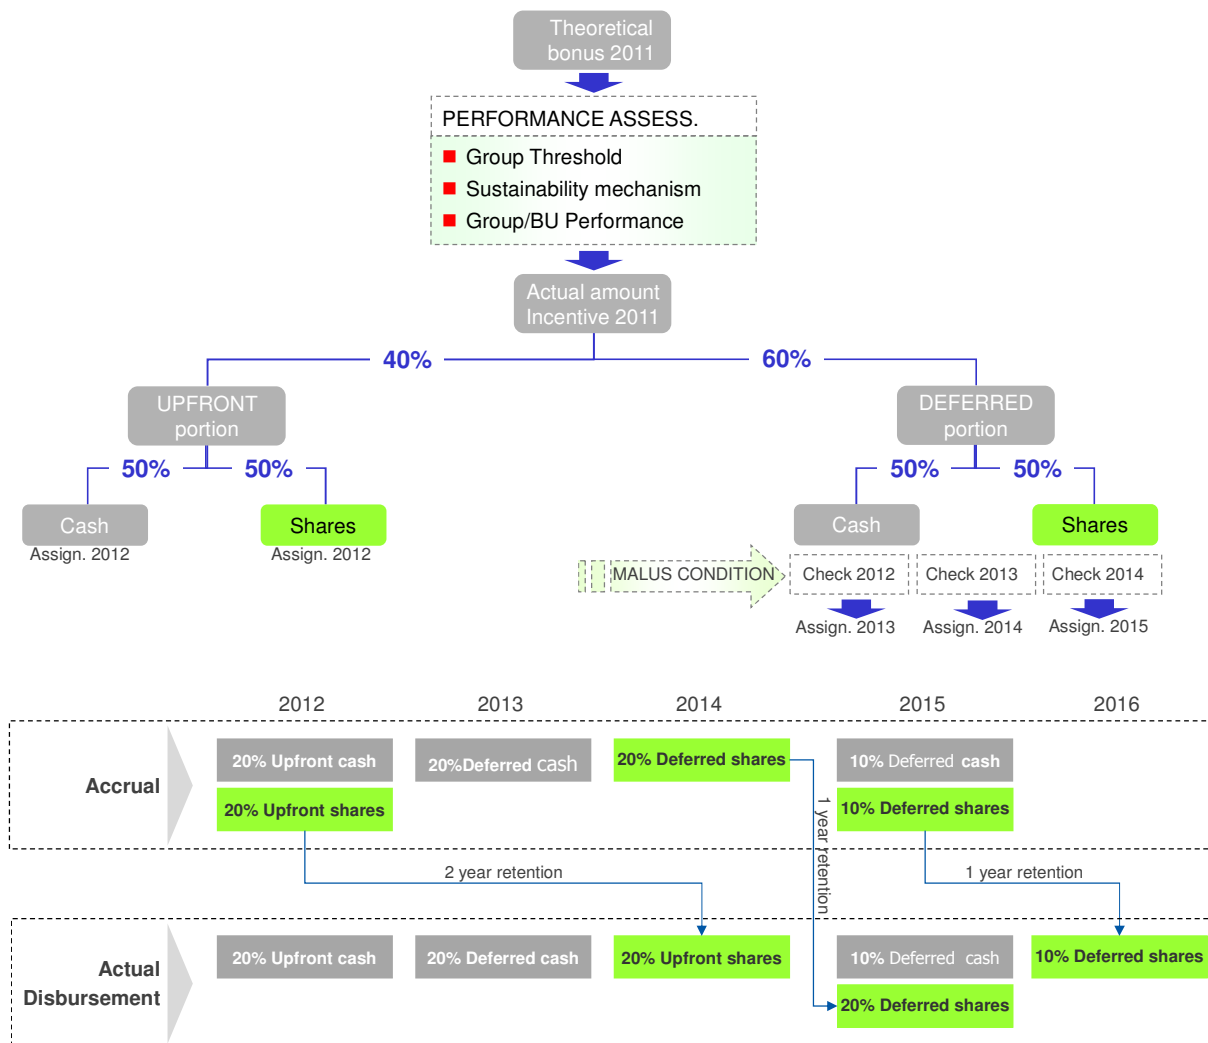 Theoretical
bonus 2011
PERFORMANCE ASSESS.
Group Threshold
Sustainability mechanism
Group/BU Performance
Actual amount
Incentive 2011
40%
60%
UPFRONT
portion
DEFERRED
portion
50%
50%
50%
50%
Cash
Shares
Cash
Shares
Assign. 2012
Assign. 2012
MALUS CONDITION
Check 2012
Check 2013
Check 2014
Assign. 2013
Assign. 2014
Assign. 2015
2012
2013
2014
2015
2016
Accrual
20% Upfront cash
20%Deferred cash
20% Deferred shares
10% Deferred cash
20% Upfront shares
10% Deferred shares
1 year retention
2 year retention
1 year retention
Actual
Disbursement
20% Upfront cash
20% Deferred cash
20% Upfront shares
10% Deferred cash
10% Deferred shares
20% Deferred shares